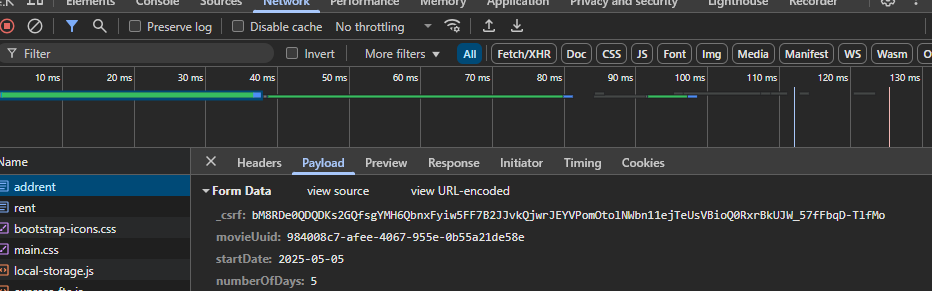 Elements Console Sources Network Performance Memory Application Privacy and security Lighthouse Recorder
Preserve log Disable cache No throttling
Filter Invert More filters All Fetch/XHR Doc CSS JS Font Img Media Manifest WS Wasm
10 ms 20 ms 30 ms 40 ms 50 ms 60 ms 70 ms 80 ms 90 ms 100 ms 110 ms 120 ms 130 ms
Name
Headers Payload Preview Response Initiator Timing Cookies
addrent
Form Data view source view URL-encoded
rent
_csrf: bM8RDe0QDQDKs2GQfsgYMH6QbnxFyiw5FF7B2JJvkQjwrJEYVPomOtolNWbn11ejTeUsVBioQ0RxrBkUJW_57fFbqD-TlfMo
bootstrap-icons.css
movieUuid: 984008c7-afee-4067-955e-0b55a21de58e
main.css
startDate: 2025-05-05
local-storage.js
numberOfDays: 5